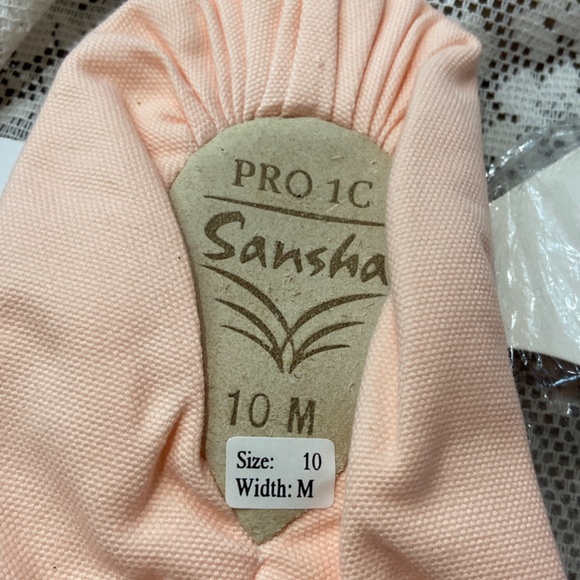 PRO 1C
Sansha
10 M
Size: 10
Width: M